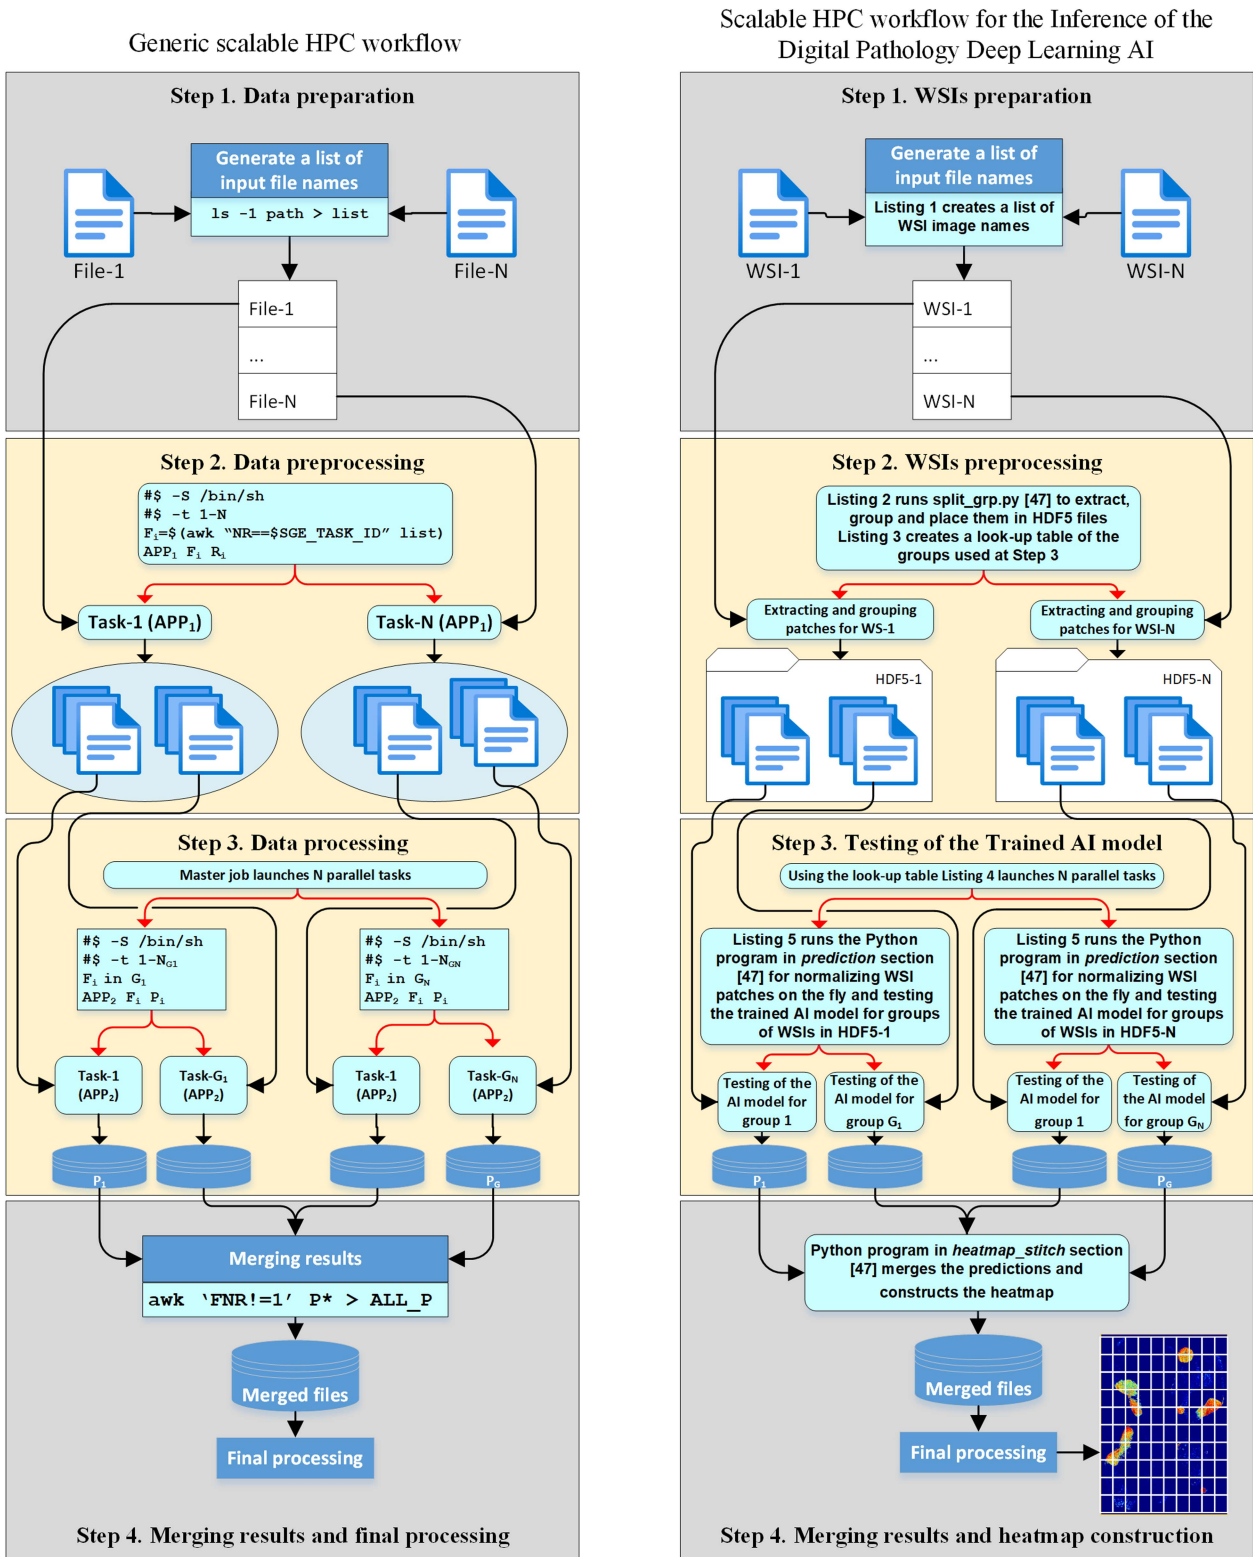 Generic scalable HPC workflow
Step 1. Data preparation
Generate a list of
input file names
ls -1 path > list
File-1
File-N
File-1
...
File-N
Step 2. Data preprocessing
#$ -S /bin/sh
#$ -t 1-N
Fi=$(awk “NR==$SGE_TASK_ID” list)
APP1 Fi Ri
Task-1 (APP1)
Task-N (APP1)
Step 3. Data processing
Master job launches N parallel tasks
#$ -S /bin/sh
#$ -t 1-NG1
Fi in G1
APP2 Fi Pi
#$ -S /bin/sh
#$ -t 1-NGN
Fi in GN
APP2 Fi Pi
Task-1
(APP2)
Task-G1
(APP2)
Task-1
(APP2)
Task-GN
(APP2)
P1
PG
Merging results
awk ‘FNR!=1’ P* > ALL_P
Merged files
Final processing
Step 4. Merging results and final processing
Scalable HPC workflow for the Inference of the
Digital Pathology Deep Learning AI
Step 1. WSIs preparation
Generate a list of
input file names
Listing 1 creates a list of
WSI image names
WSI-1
WSI-N
WSI-1
...
WSI-N
Step 2. WSIs preprocessing
Listing 2 runs split_grp.py [47] to extract,
group and place them in HDF5 files
Listing 3 creates a look-up table of the
groups used at Step 3
Extracting and grouping
patches for WS-1
Extracting and grouping
patches for WSI-N
HDF5-1
HDF5-N
Step 3. Testing of the Trained AI model
Using the look-up table Listing 4 launches N parallel tasks
Listing 5 runs the Python
program in prediction section
[47] for normalizing WSI
patches on the fly and testing
the trained AI model for groups
of WSIs in HDF5-1
Listing 5 runs the Python
program in prediction section
[47] for normalizing WSI
patches on the fly and testing
the trained AI model for groups
of WSIs in HDF5-N
Testing of the
AI model for
group 1
Testing of the
AI model for
group G1
Testing of the
AI model for
group 1
Testing of
the AI model
for group GN
P1
PG
Python program in heatmap_stitch section
[47] merges the predictions and
constructs the heatmap
Merged files
Final processing
Step 4. Merging results and heatmap construction